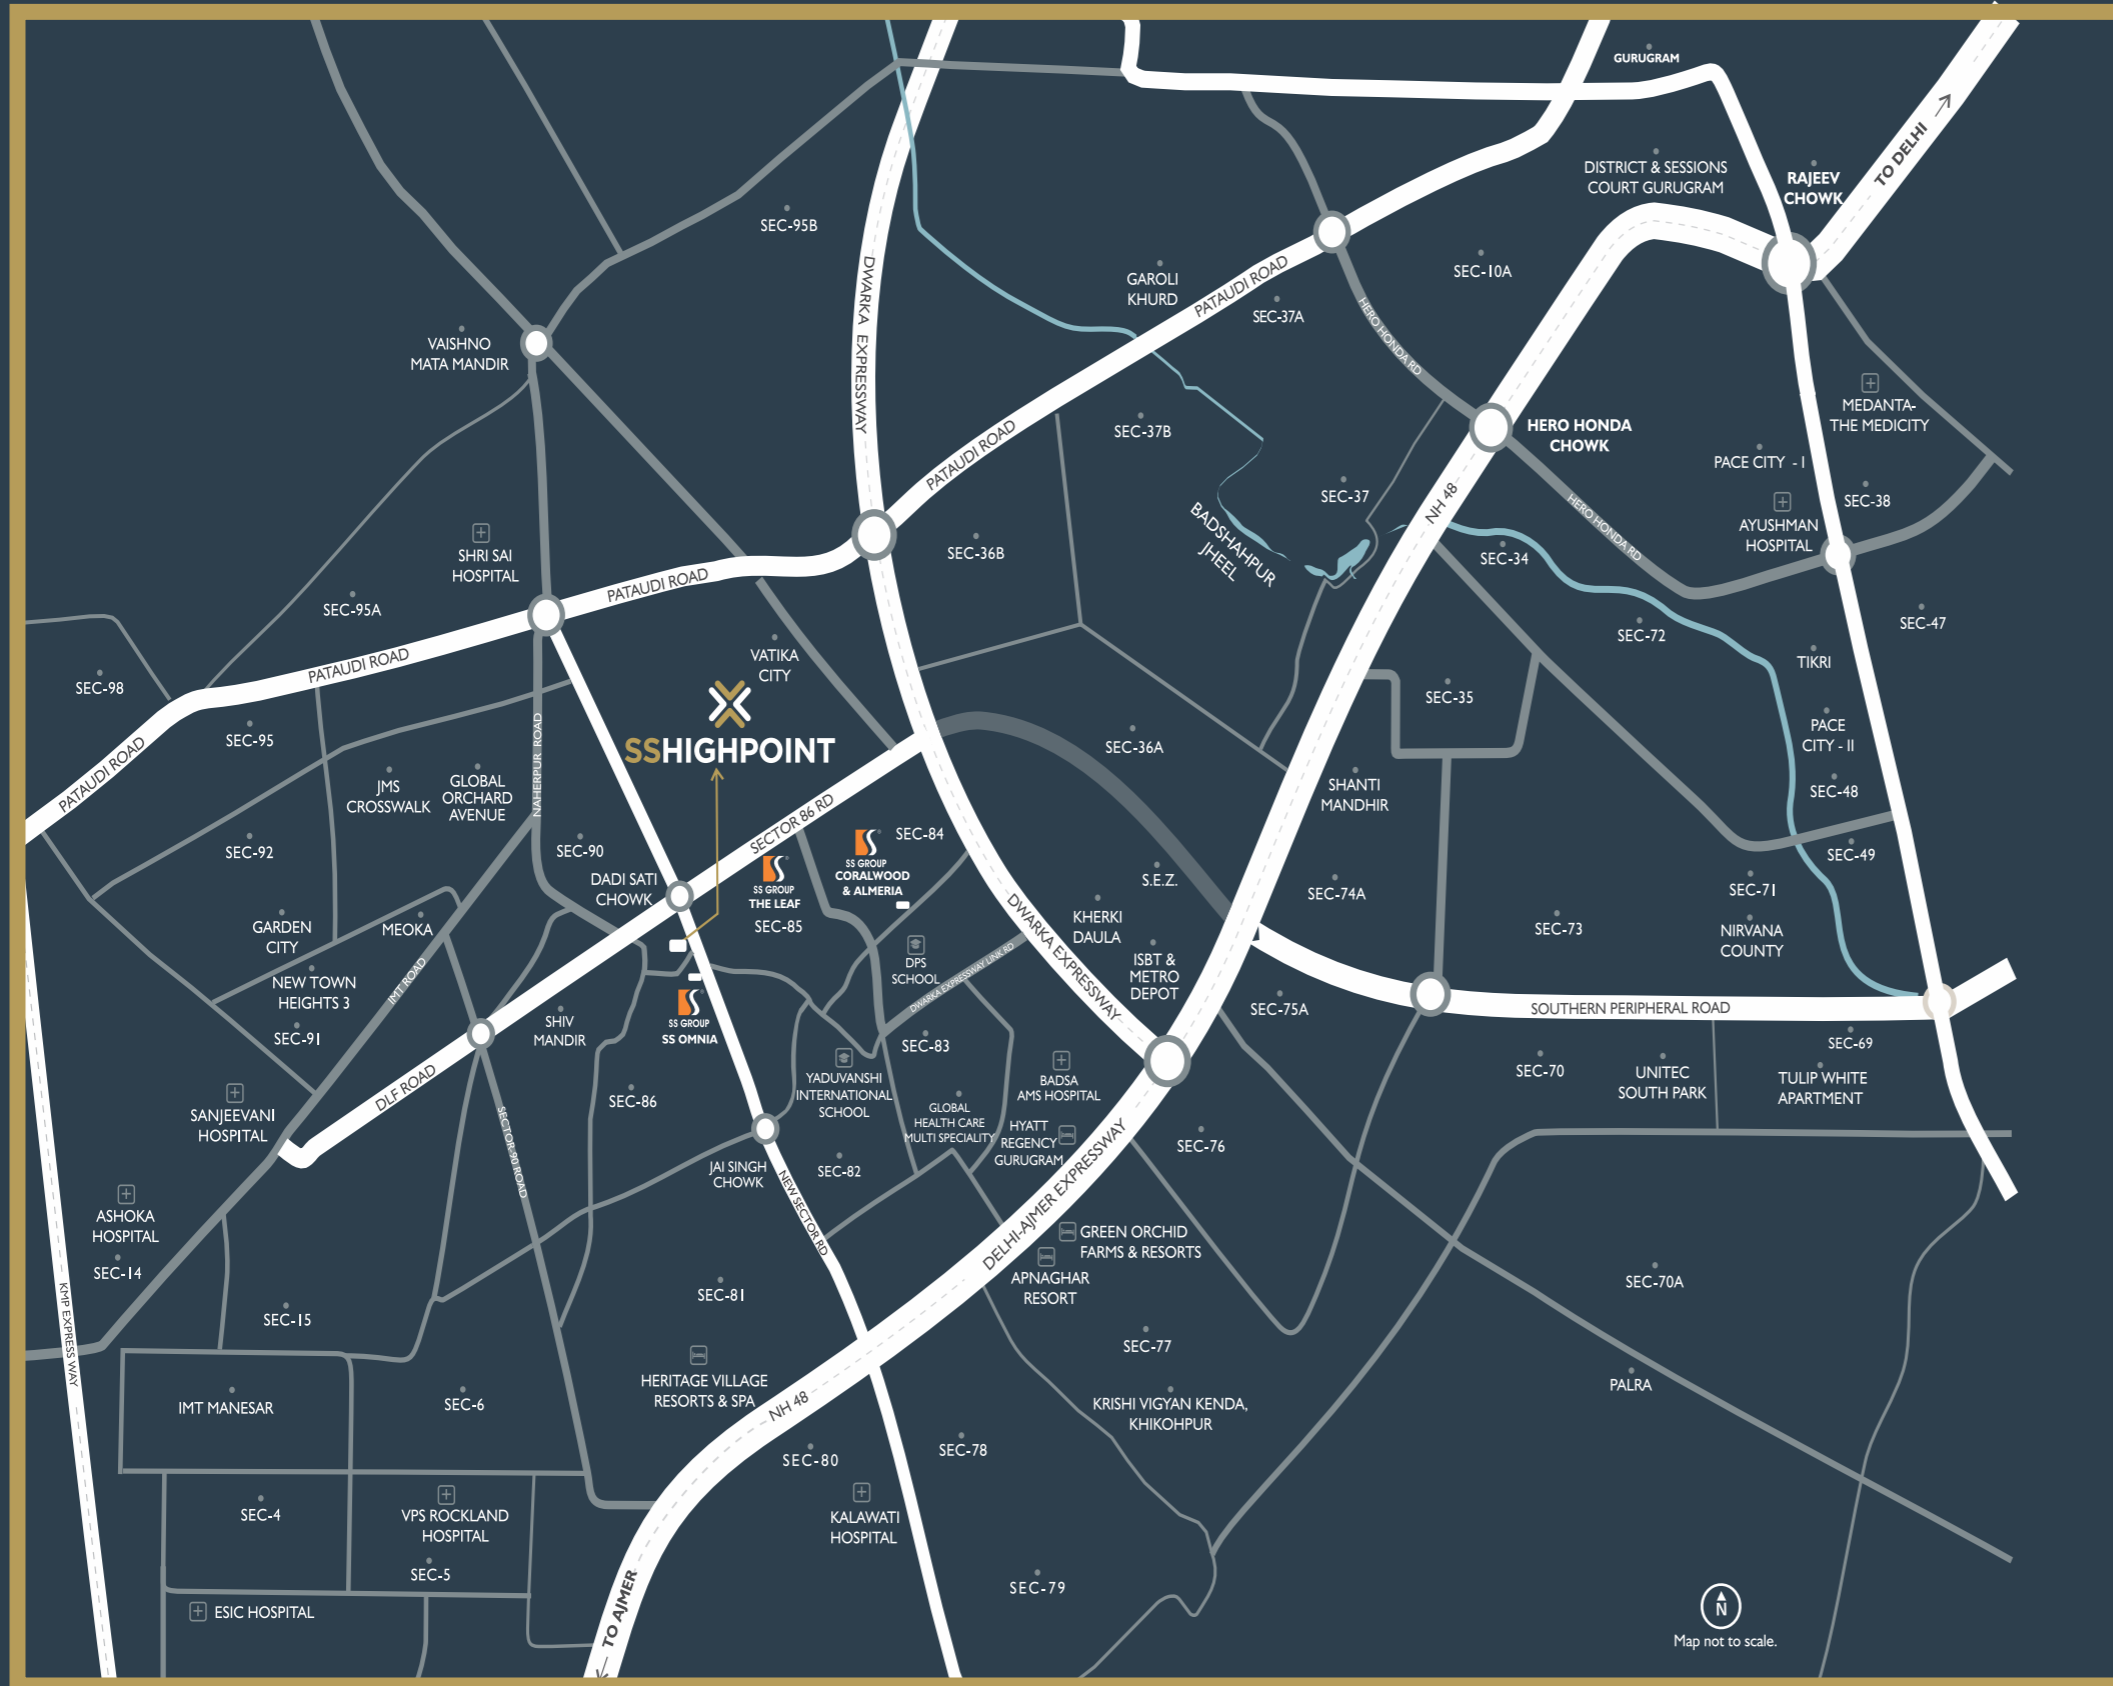 GURUGRAM
TO DELHI
DISTRICT & SESSIONS
COURT GURUGRAM
RAJEEV
CHOWK
SEC-95B
DWARKA EXPRESSWAY
GAROLI
KHURD
PATAUDI ROAD
SEC-37A
SEC-10A
HERO HONDA RD
VAISHNO
MATA MANDIR
MEDANTA-
THE MEDICITY
SEC-37B
PATAUDI ROAD
HERO HONDA
CHOWK
PACE CITY - I
SEC-37
NH 48
SEC-38
HERO HONDA RD
AYUSHMAN
HOSPITAL
BADSHAHPUR
JHEEL
SHRI SAI
HOSPITAL
SEC-36B
SEC-34
PATAUDI ROAD
SEC-95A
SEC-47
SEC-72
PATAUDI ROAD
VATIKA
CITY
TIKRI
SEC-98
SEC-35
SEC-95
SSHIGHPOINT
SEC-36A
PACE
CITY - II
PATAUDI ROAD
NAHERPUR ROAD
JMS
CROSSWALK
GLOBAL
ORCHARD
AVENUE
SHANTI
MANDHIR
SEC-48
SECTOR 86 RD
SEC-84
SEC-92
SEC-90
SEC-49
SS GROUP
CORALWOOD
& ALMERIA
SS GROUP
THE LEAF
DADI SATI
CHOWK
S.E.Z.
SEC-74A
SEC-71
SEC-85
GARDEN
CITY
MEOKA
DWARKA EXPRESSWAY
KHERKI
DAULA
SEC-73
NIRVANA
COUNTY
DPS
SCHOOL
DWARKA EXPRESSWAY LINK RD
ISBT &
METRO
DEPOT
NEW TOWN
HEIGHTS 3
IMT ROAD
SEC-75A
SOUTHERN PERIPHERAL ROAD
SS GROUP
SS OMNIA
SHIV
MANDIR
SEC-91
SEC-83
SEC-69
DLF ROAD
YADUVANSHI
INTERNATIONAL
SCHOOL
BADSA
AMS HOSPITAL
SEC-70
UNITEC
SOUTH PARK
TULIP WHITE
APARTMENT
SEC-86
SANJEEVANI
HOSPITAL
SECTOR-90 ROAD
GLOBAL
HEALTH CARE
MULTI SPECIALITY
HYATT
REGENCY
GURUGRAM
SEC-76
JAI SINGH
CHOWK
SEC-82
NEW SECTOR RD
DELHI-AJMER EXPRESSWAY
ASHOKA
HOSPITAL
GREEN ORCHID
FARMS & RESORTS
SEC-14
APNAGHAR
RESORT
SEC-70A
KMP EXPRESS WAY
SEC-15
SEC-81
SEC-77
HERITAGE VILLAGE
RESORTS & SPA
PALRA
IMT MANESAR
SEC-6
NH 48
KRISHI VIGYAN KENDA,
KHIKOHPUR
SEC-80
SEC-78
SEC-4
VPS ROCKLAND
HOSPITAL
KALAWATI
HOSPITAL
SEC-5
SEC-79
TO AJMER
ESIC HOSPITAL
N
Map not to scale.